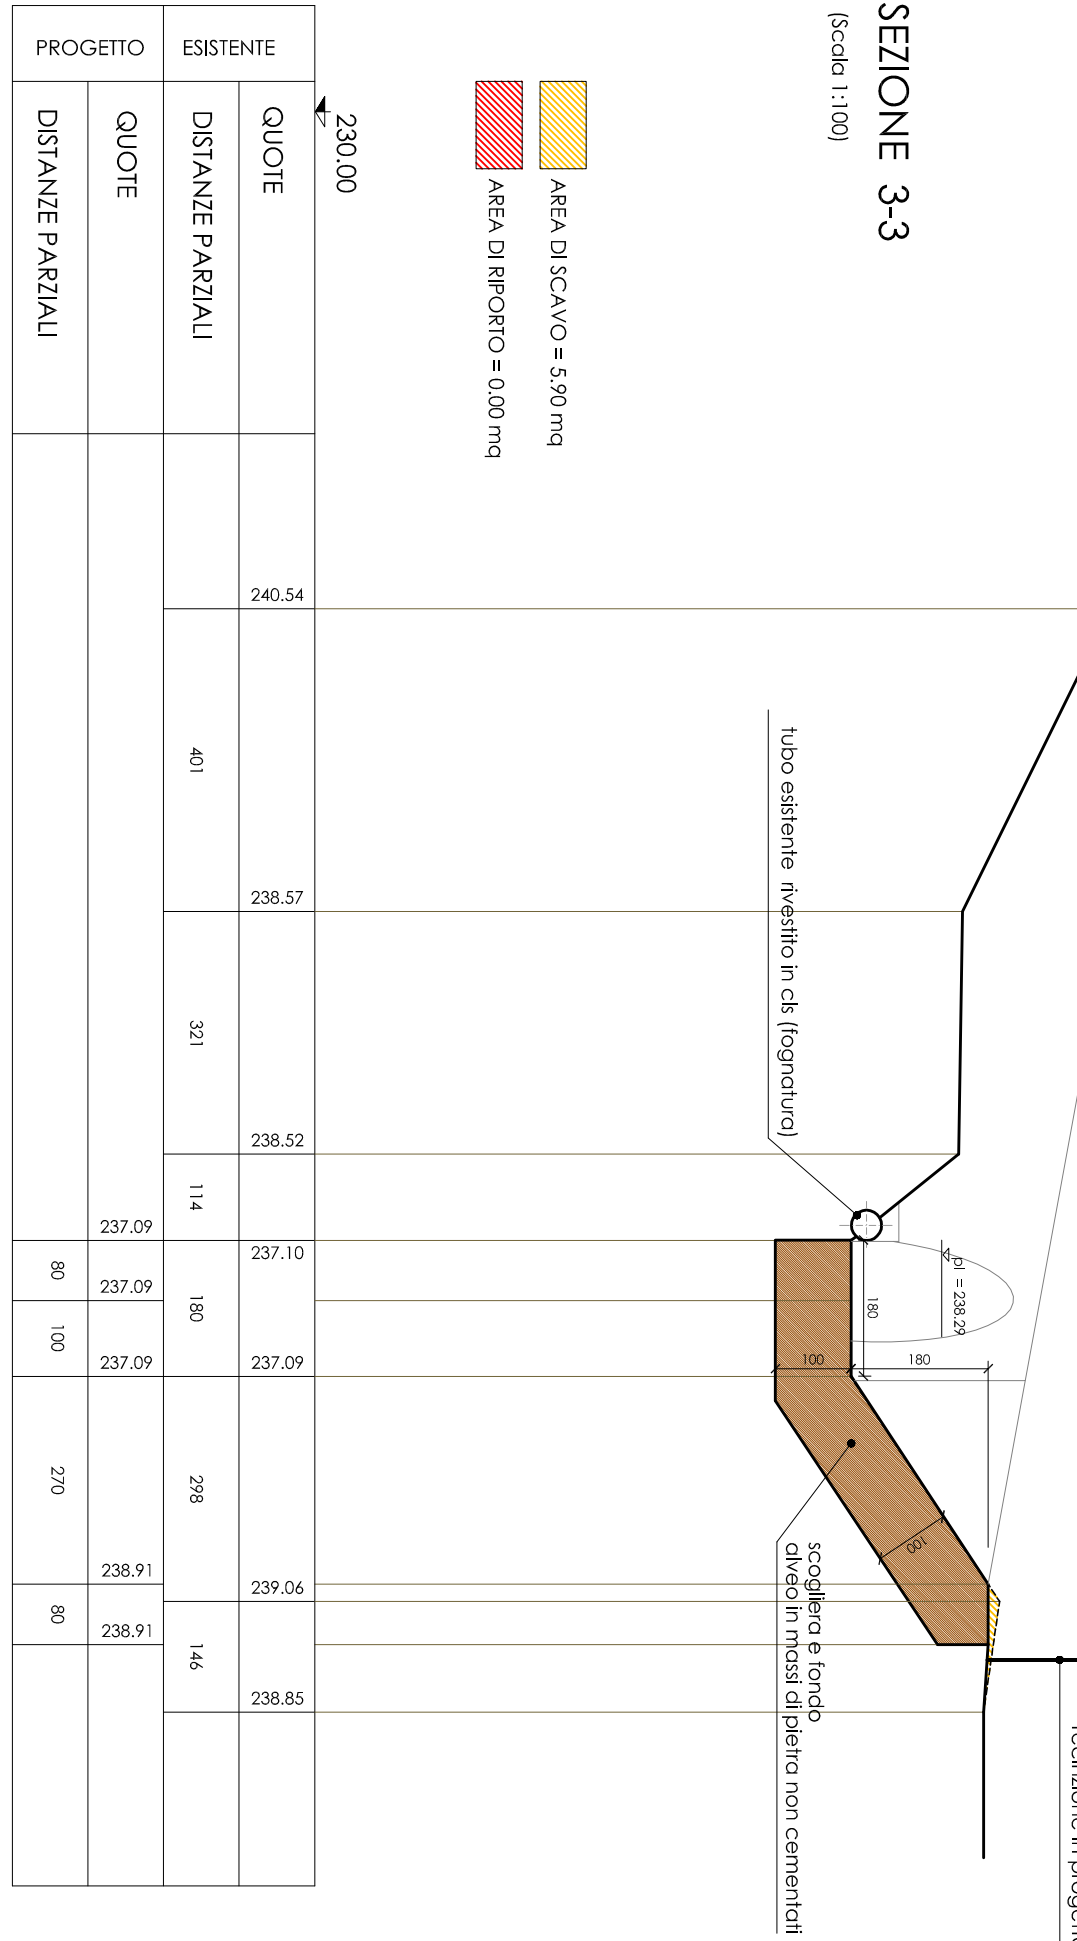 SEZIONE 3-3
(Scala 1:100)
AREA DI SCAVO = 5.90 mq
AREA DI RIPORTO = 0.00 mq
230.00
tubo esistente rivestito in cls (fognatura)
pl = 238.29
180
180
100
100
scogliera e fondo
alveo in massi di pietra non cementati
recinzione in
ESISTENTE
QUOTE
240.54
238.57
238.52
237.10
237.09
239.06
238.85
DISTANZE PARZIALI
401
321
114
180
298
146
PROGETTO
QUOTE
237.09
237.09
237.09
238.91
238.91
DISTANZE PARZIALI
80
100
270
80